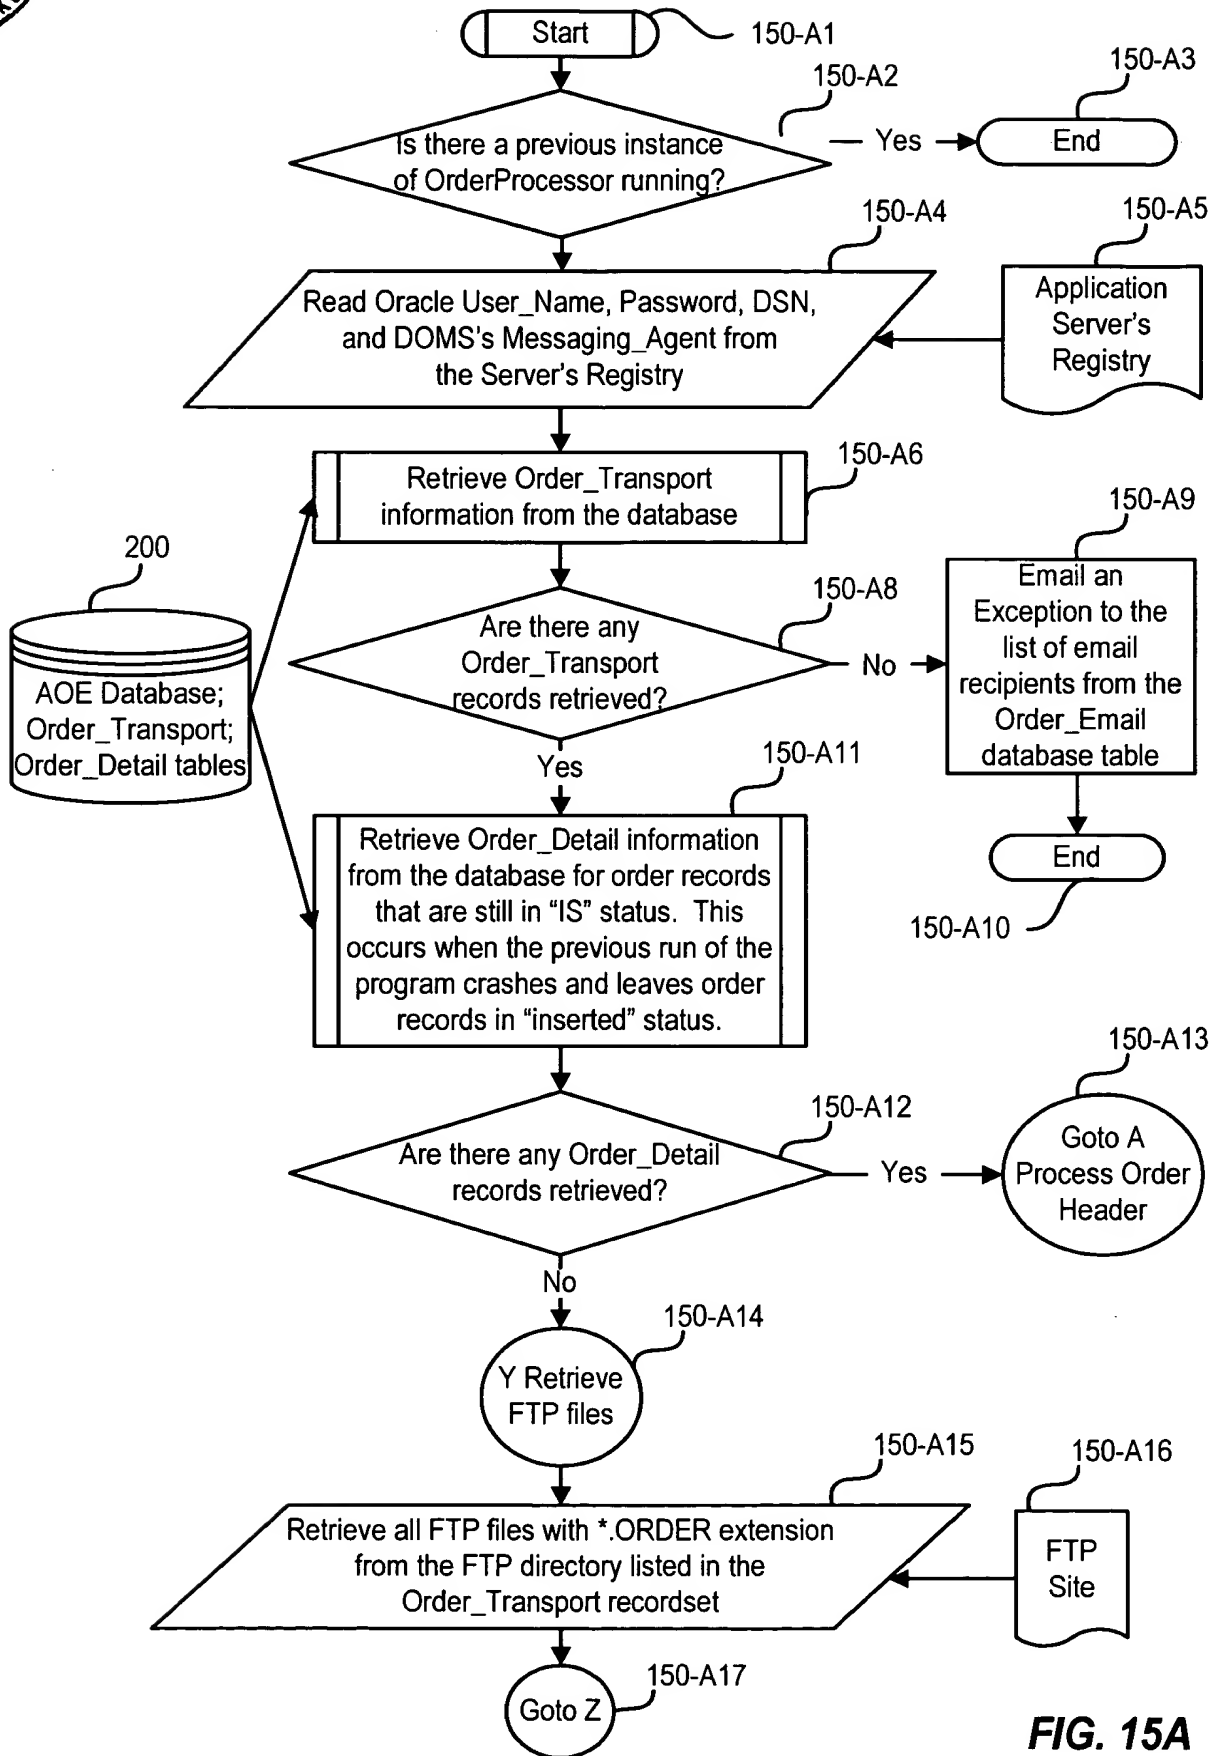 Start
150-A1
150-A2
150-A3
Is there a previous instance
of OrderProcessor running?
Yes
End
150-A4
150-A5
Read Oracle User_Name, Password, DSN,
and DOMS's Messaging_Agent from
the Server's Registry
Application
Server's
Registry
150-A6
Retrieve Order_Transport
information from the database
150-A9
200
150-A8
Email an
Exception to the
list of email
recipients from the
Order_Email
database table
Are there any
Order_Transport
records retrieved?
No
AOE Database;
Order_Transport;
Order_Detail tables
Yes
150-A11
Retrieve Order_Detail information
from the database for order records
that are still in “IS” status. This
occurs when the previous run of the
program crashes and leaves order
records in “inserted” status.
End
150-A10
150-A13
150-A12
Are there any Order_Detail
records retrieved?
Yes
Goto A
Process Order
Header
No
150-A14
Y Retrieve
FTP files
150-A15
150-A16
Retrieve all FTP files with *.ORDER extension
from the FTP directory listed in the
Order_Transport recordset
FTP
Site
150-A17
Goto Z
FIG. 15A